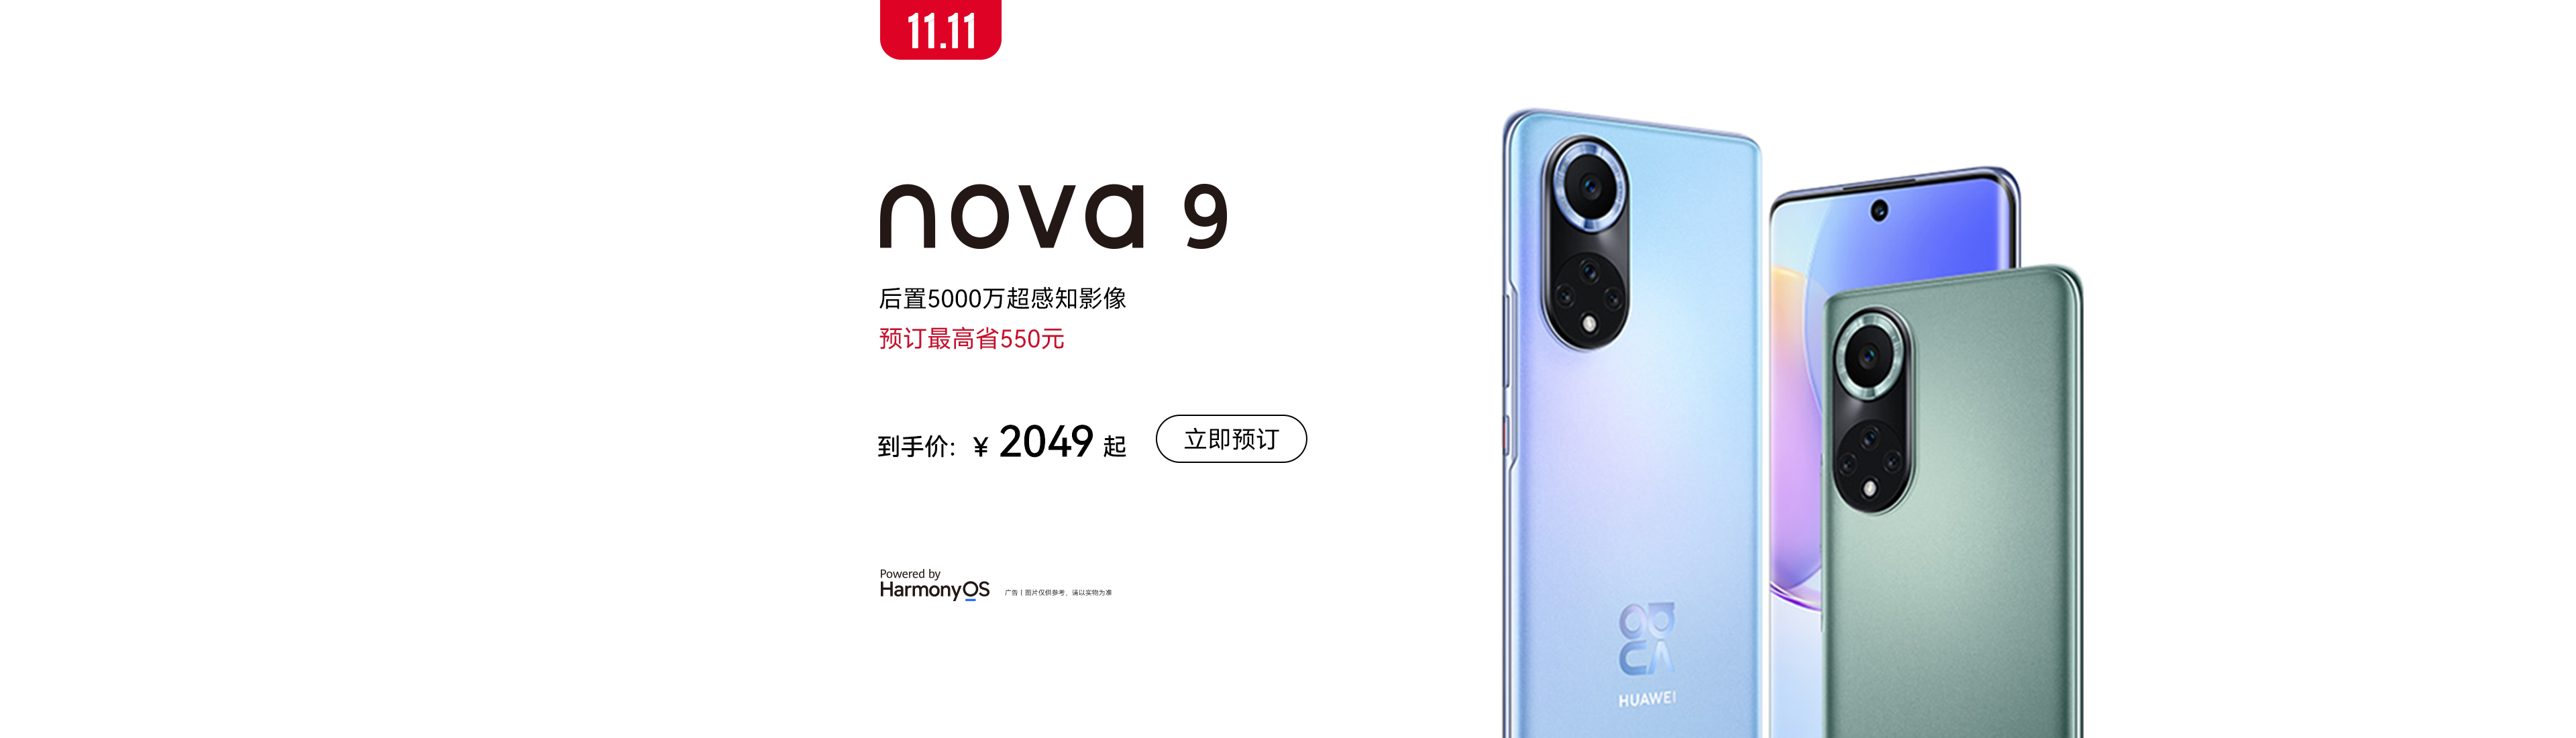 11.11
nova 9
后置5000万超感知影像
预订最高省550元
到手价: ¥ 2049 起
立即预订
Powered by
HarmonyOS
广告丨图片仅供参考，请以实物为准
HUAWEI